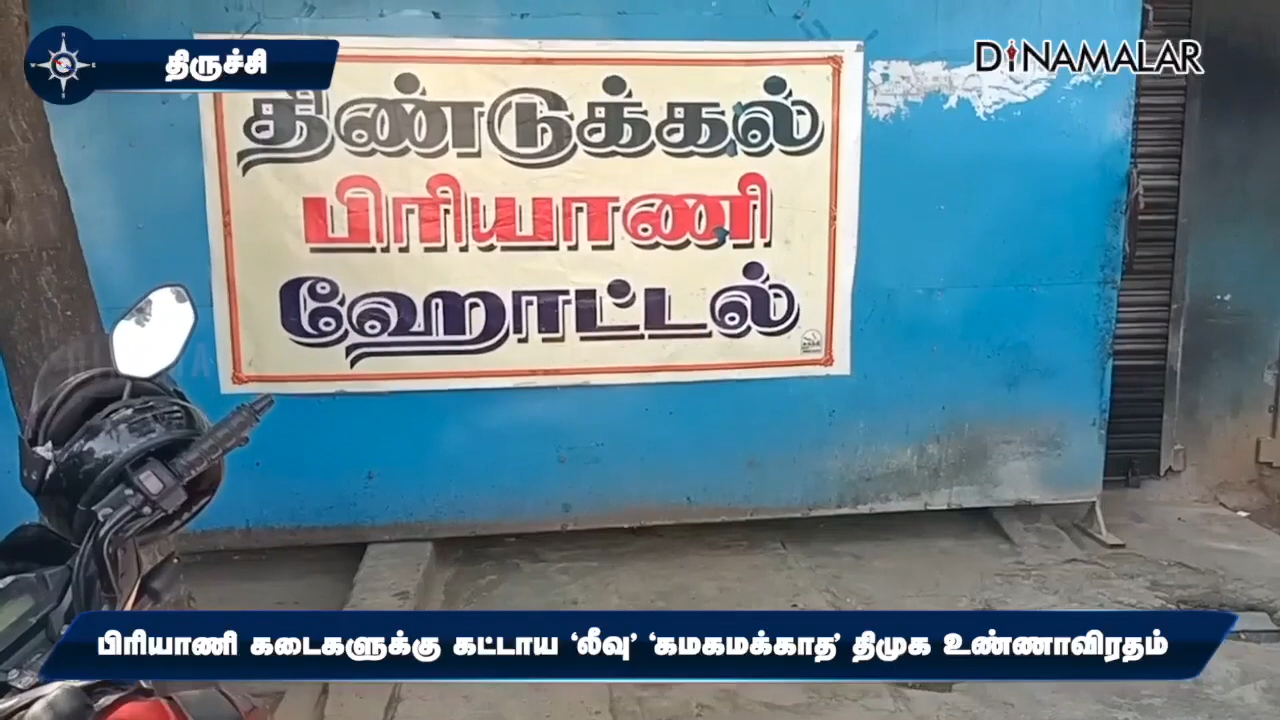 திருச்சி
DINAMALAR
திண்டுக்கல்
பிரியாணி
ஹோட்டல்
பிரியாணி கடைகளுக்கு கட்டாய ‘லீவு’ ‘கமகமக்காத’ திமுக உண்ணாவிரதம்